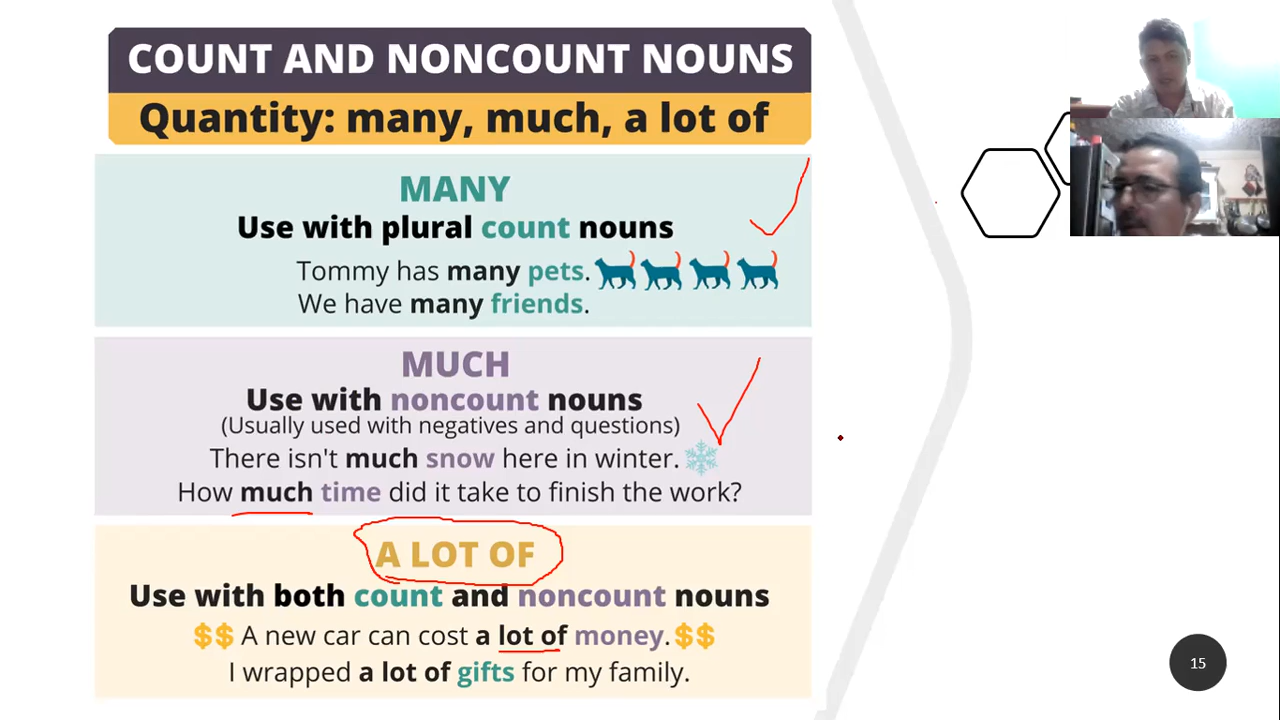 COUNT AND NONCOUNT NOUNS
Quantity: many, much, a lot of
MANY
Use with plural count nouns
Tommy has many pets.
We have many friends.
MUCH
Use with noncount nouns
(Usually used with negatives and questions)
There isn't much snow here in winter.
How much time did it take to finish the work?
A LOT OF
Use with both count and noncount nouns
$$ A new car can cost a lot of money. $$
I wrapped a lot of gifts for my family.
15